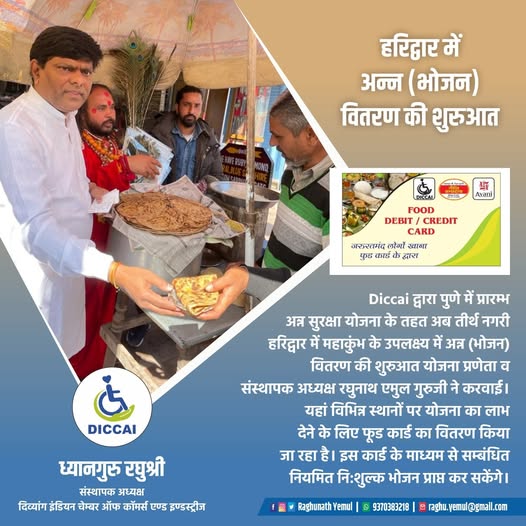 हरिद्वार में
अन्न (भोजन)
वितरण की शुरुआत
DICCAI
Avani
FOOD
DEBIT / CREDIT
CARD
जरुरतमंद लोगों खाबा
फुड कार्ड के द्वारा
Diccai द्वारा पुणे में प्रारम्भ
अन्न सुरक्षा योजना के तहत अब तीर्थ नगरी
हरिद्वार में महाकुंभ के उपलक्ष्य में अन्न (भोजन)
वितरण की शुरुआत योजना प्रणेता व
संस्थापक अध्यक्ष रघुनाथ एमुल गुरुजी ने करवाई।
यहां विभिन्न स्थानों पर योजना का लाभ
देने के लिए फूड कार्ड का वितरण किया
जा रहा है। इस कार्ड के माध्यम से सम्बंधित
नियमित निःशुल्क भोजन प्राप्त कर सकेंगे।
DICCAI
ध्यानगुरु रघुश्री
संस्थापक अध्यक्ष
दिव्यांग इंडियन चेम्बर ऑफ कॉमर्स एण्ड इण्डस्ट्रीज
Raghunath Yemul | 9370383218 | raghu.yemul@gmail.com